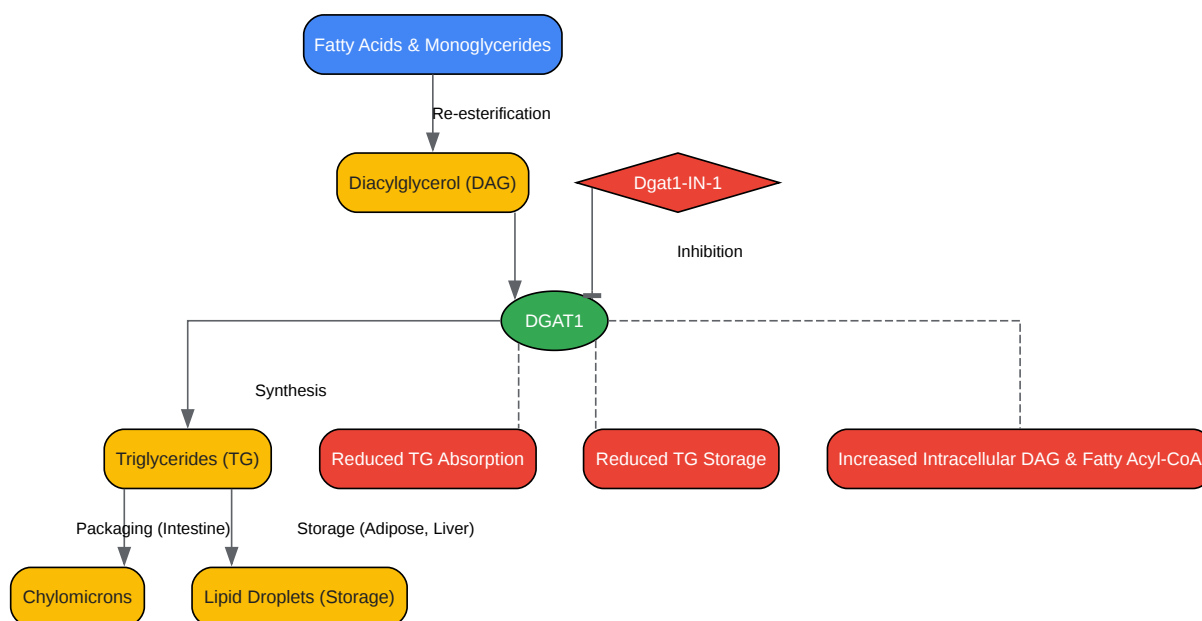 Fatty Acids & Monoglycerides
Re-esterification
Diacylglycerol (DAG)
Dgat1-IN-1
Inhibition
DGAT1
Synthesis
Triglycerides (TG)
Reduced TG Absorption
Reduced TG Storage
Increased Intracellular DAG & Fatty Acyl-CoA
Packaging (Intestine)
Storage (Adipose, Liver)
Chylomicrons
Lipid Droplets (Storage)